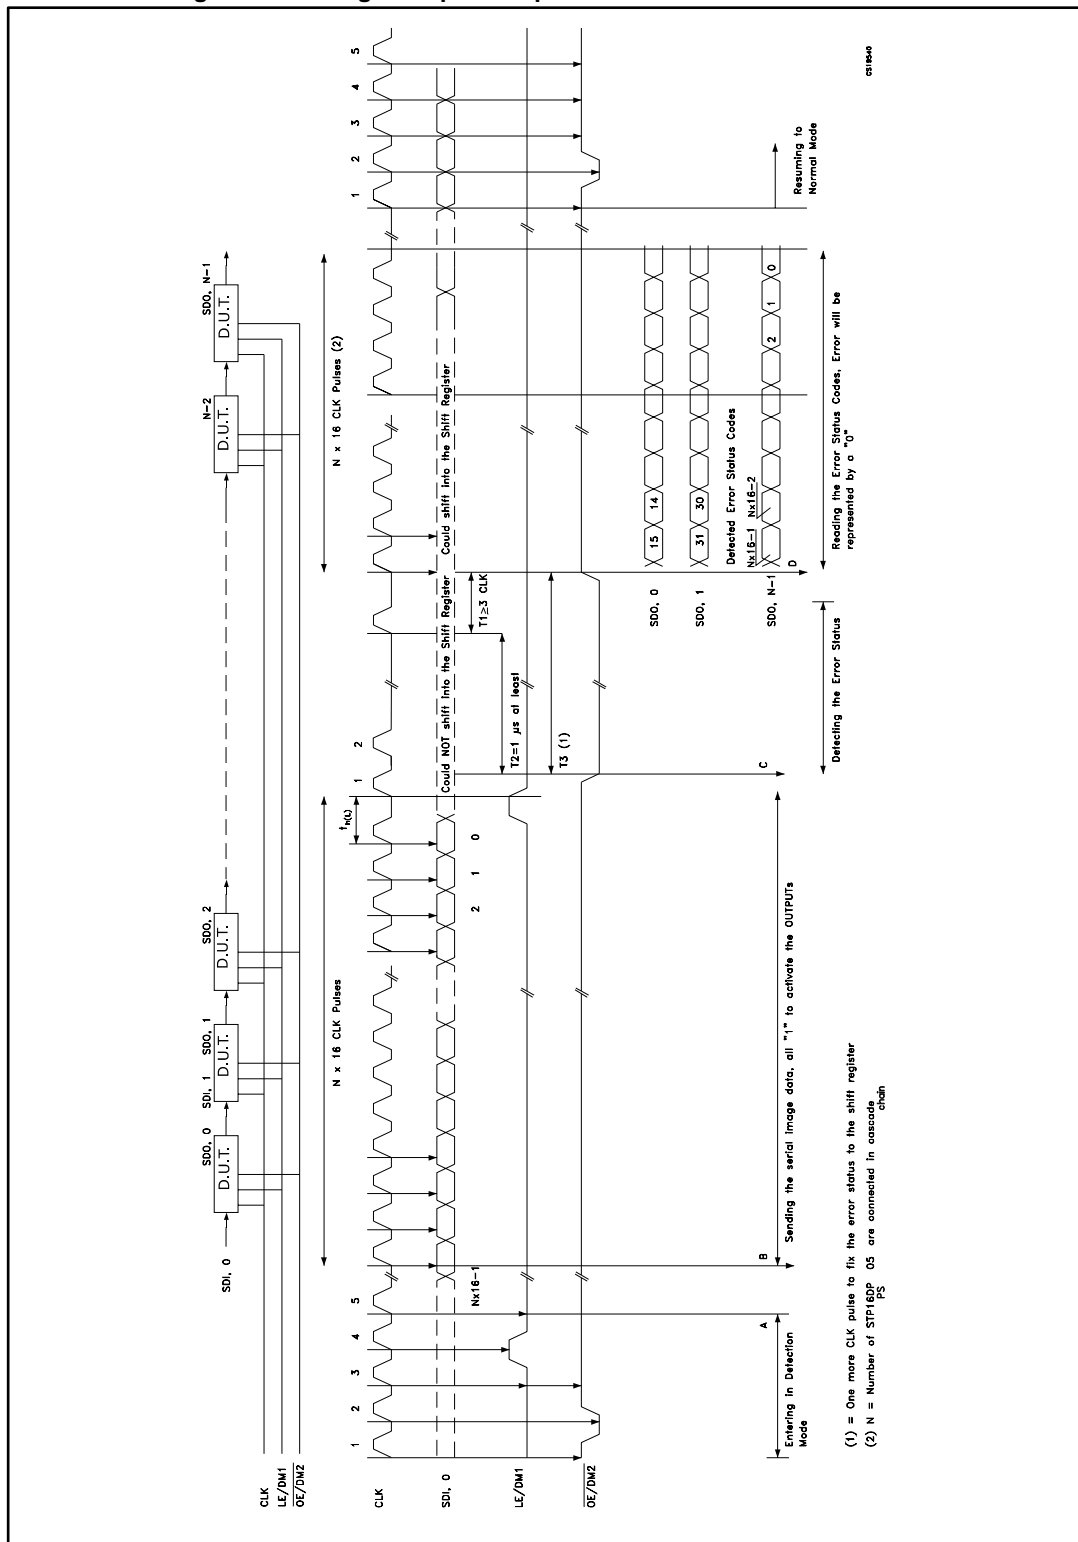 SDI, 0
SDO, 0
D.U.T.
SDI, 1
SDO, 1
D.U.T.
SDO, 2
D.U.T.
N-2
D.U.T.
SDO, N-1
D.U.T.
CLK
LE/DM1
OE/DM2
N x 16 CLK Pulses
N x 16 CLK Pulses (2)
CLK
1 2 3 4 5
th(L)
1 2
1 2 3 4 5
SDI, 0
Nx16-1
2 1 0
Could NOT shift into the Shift Register
Could shift into the Shift Register
T1≥3 CLK
LE/DM1
T2=1 µs at least
T3 (1)
OE/DM2
SDO, 0
15 14
SDO, 1
31 30
Detected Error Status Codes
Nx16-1 Nx16-2
SDO, N-1
2 1 0
A
B
C
D
Entering in Detection
Mode
Sending the serial image data, all "1" to activate the OUTPUTs
Detecting the Error Status
Reading the Error Status Codes, Error will be
represented by a "0"
Resuming to
Normal Mode
(1) = One more CLK pulse to fix the error status to the shift register
(2) N = Number of STP16DP 05 are connected in cascade
PS
chain
CS18540